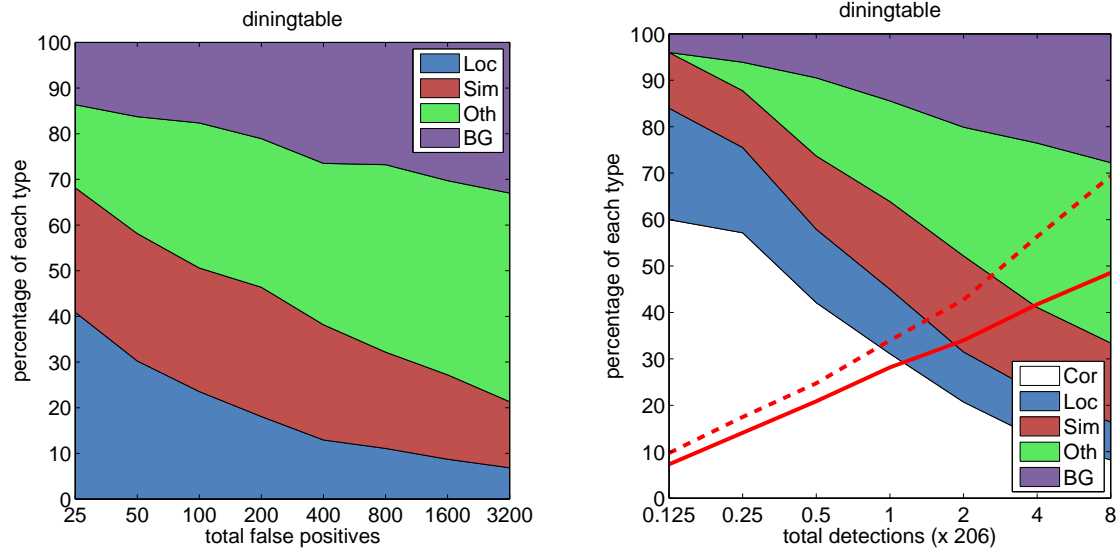 diningtable
percentage of each type
100
90
80
70
60
50
40
30
20
10
0
Loc
Sim
Oth
BG
25 50 100 200 400 800 1600 3200
total false positives
diningtable
percentage of each type
100
90
80
70
60
50
40
30
20
10
0
Cor
Loc
Sim
Oth
BG
0.125 0.25 0.5 1 2 4 8
total detections (x 206)